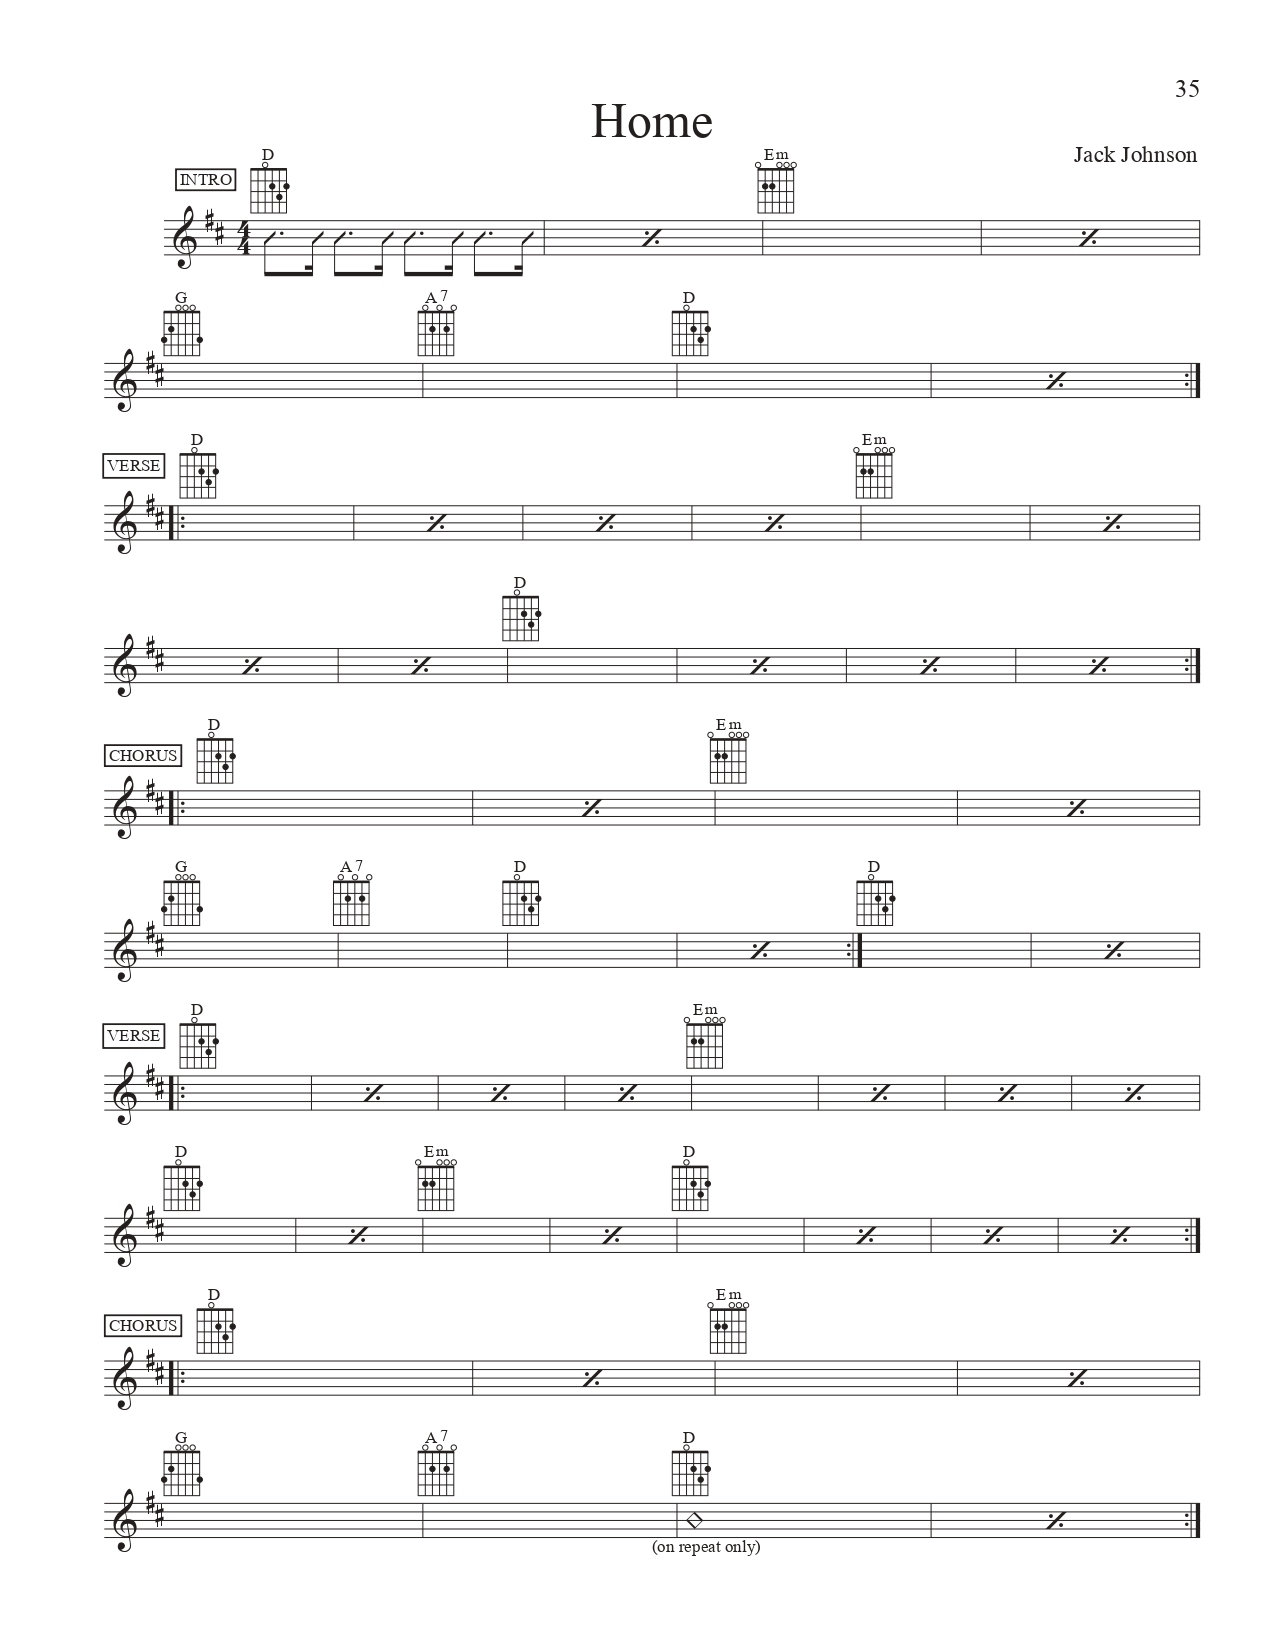 35
Home
Jack Johnson
D Em
INTRO
4
4
G A7 D
D Em
VERSE
D
D Em
CHORUS
G A7 D D
D Em
VERSE
D Em D
D Em
CHORUS
G A7 D
(on repeat only)